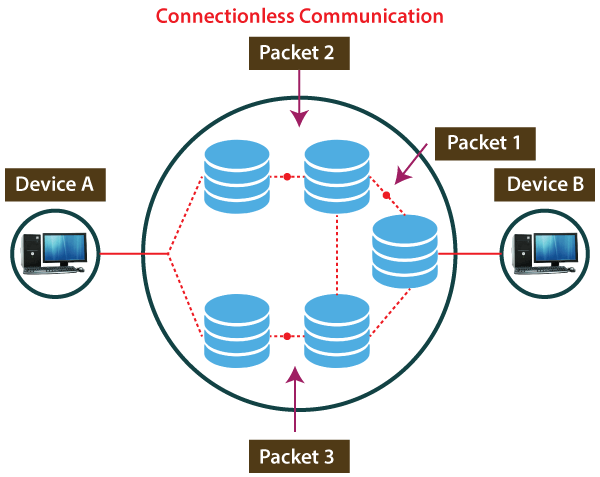 Connectionless Communication
Packet 2
Packet 1
Device A
Device B
Packet 3